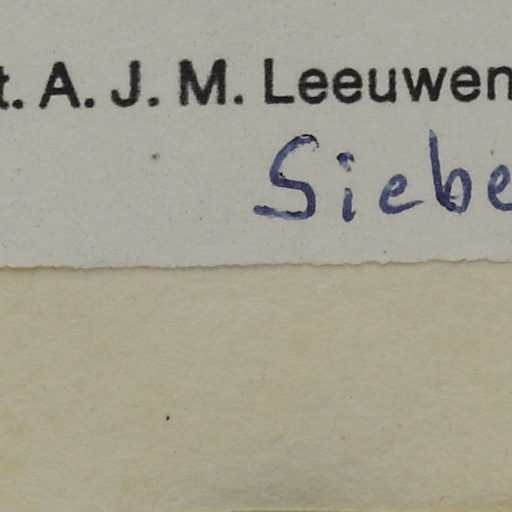 t. A. J. M. Leeuwen
Siebe